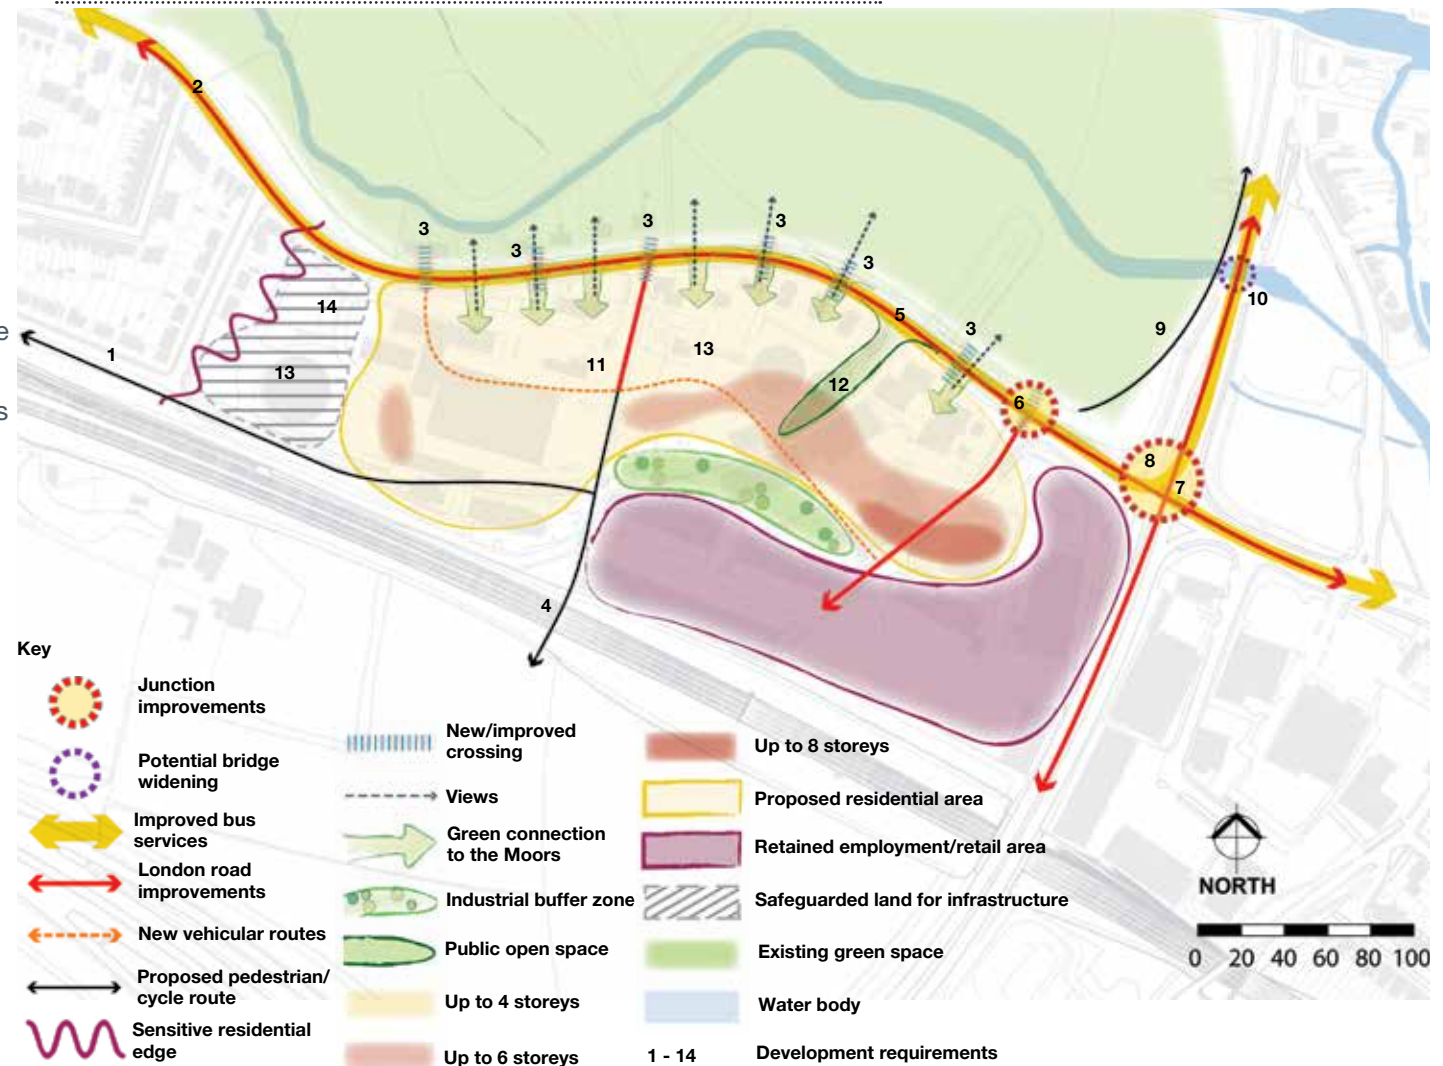 2
3
3
3
3
3
3
5
10
9
14
1
13
11
13
12
6
8
7
4
e
s
Key
Junction
improvements
Potential bridge
widening
Improved bus
services
London road
improvements
New vehicular routes
Proposed pedestrian/
cycle route
Sensitive residential
edge
New/improved
crossing
Views
Green connection
to the Moors
Industrial buffer zone
Public open space
Up to 4 storeys
Up to 6 storeys
Up to 8 storeys
Proposed residential area
Retained employment/retail area
Safeguarded land for infrastructure
Existing green space
Water body
1 - 14 Development requirements
NORTH
0 20 40 60 80 100